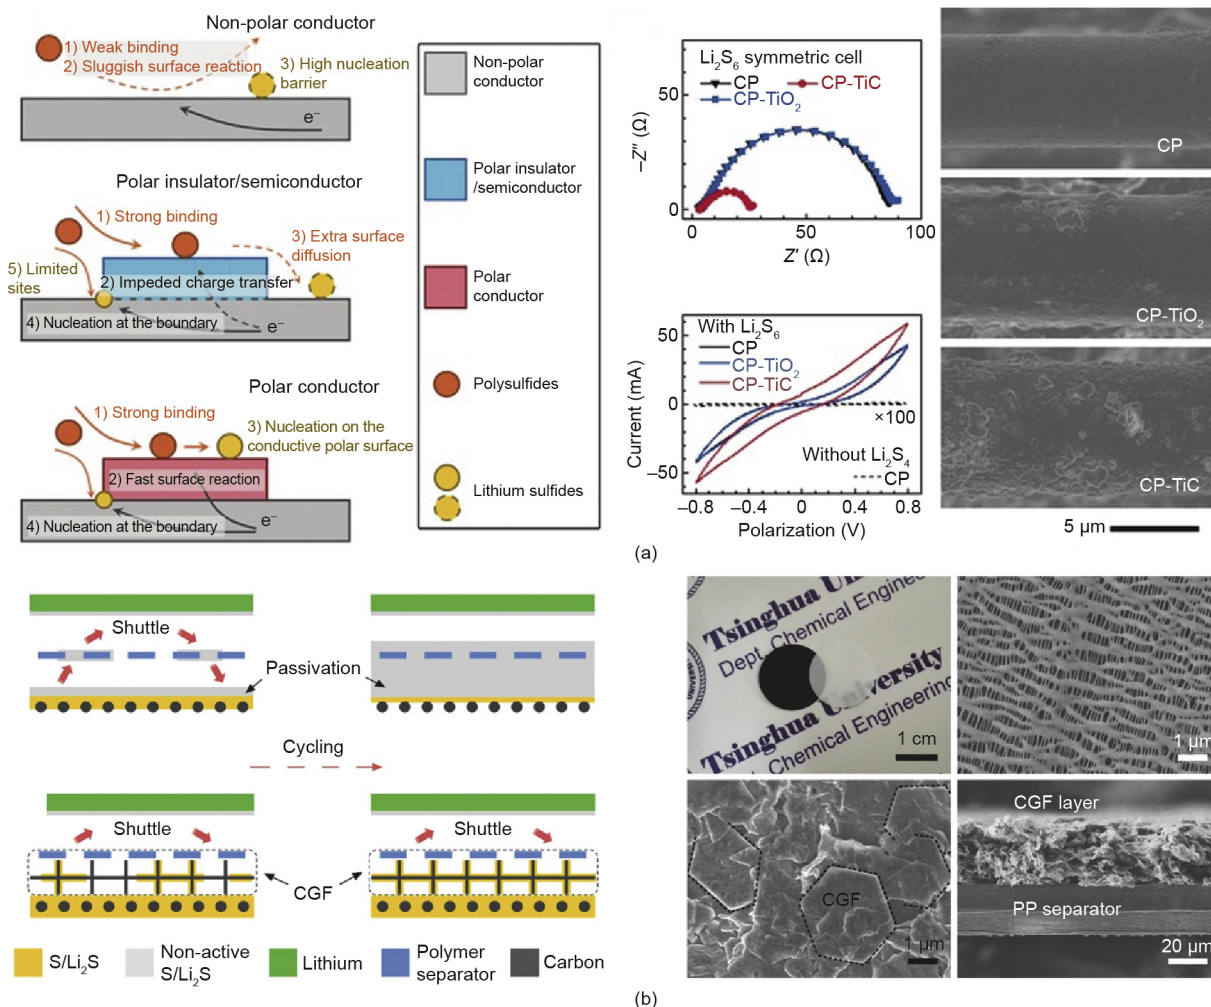 Non-polar conductor
1) Weak binding
2) Sluggish surface reaction
3) High nucleation
barrier
e⁻
Polar insulator/semiconductor
1) Strong binding
3) Extra surface
diffusion
5) Limited
sites
2) Impeded charge transfer
4) Nucleation at the boundary
e⁻
Polar conductor
1) Strong binding
3) Nucleation on the
conductive polar surface
2) Fast surface reaction
4) Nucleation at the boundary
e⁻
Non-polar
conductor
Polar insulator
/semiconductor
Polar
conductor
Polysulfides
Lithium sulfides
Li₂S₆ symmetric cell
CP
CP-TiC
CP-TiO₂
–Z″ (Ω)
50
0
0
50
100
Z′ (Ω)
With Li₂S₆
CP
CP-TiO₂
CP-TiC
×100
Without Li₂S₄
CP
Current (mA)
50
0
–50
–0.8
–0.4
0
0.4
0.8
Polarization (V)
CP
CP-TiO₂
CP-TiC
5 μm
(a)
Shuttle
Passivation
Cycling
Shuttle
Shuttle
CGF
S/Li₂S
Non-active
S/Li₂S
Lithium
Polymer
separator
Carbon
Tsinghua Un
Dept. Chemical Engineering
Tsinghua University
Dept. Chemical Engineering
Tsinghua U
Chemical Engineering
1 cm
1 μm
CGF
1 μm
CGF layer
PP separator
20 μm
(b)